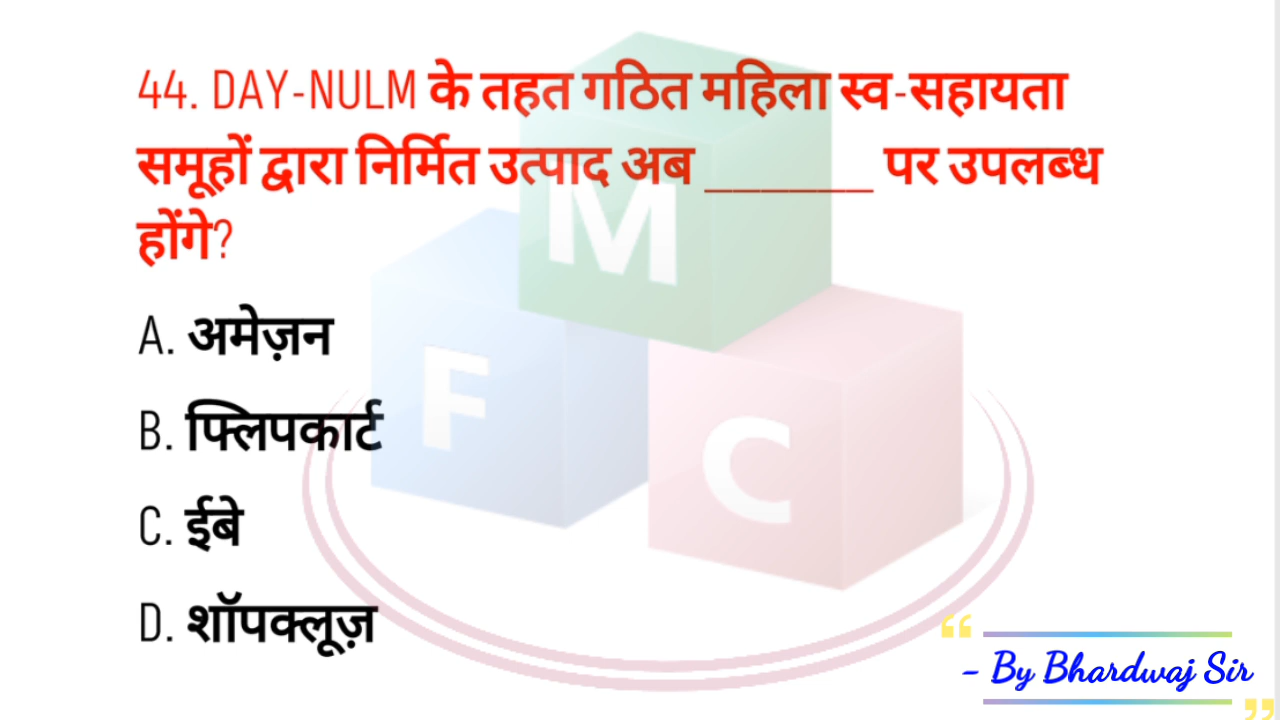 44. DAY-NULM के तहत गठित महिला स्व-सहायता
समूहों द्वारा निर्मित उत्पाद अब ______ पर उपलब्ध
होंगे?
A. अमेज़न
B. फ्लिपकार्ट
C. ईबे
D. शॉपक्लूज़
M
F
C
“
- By Bhardwaj Sir
”